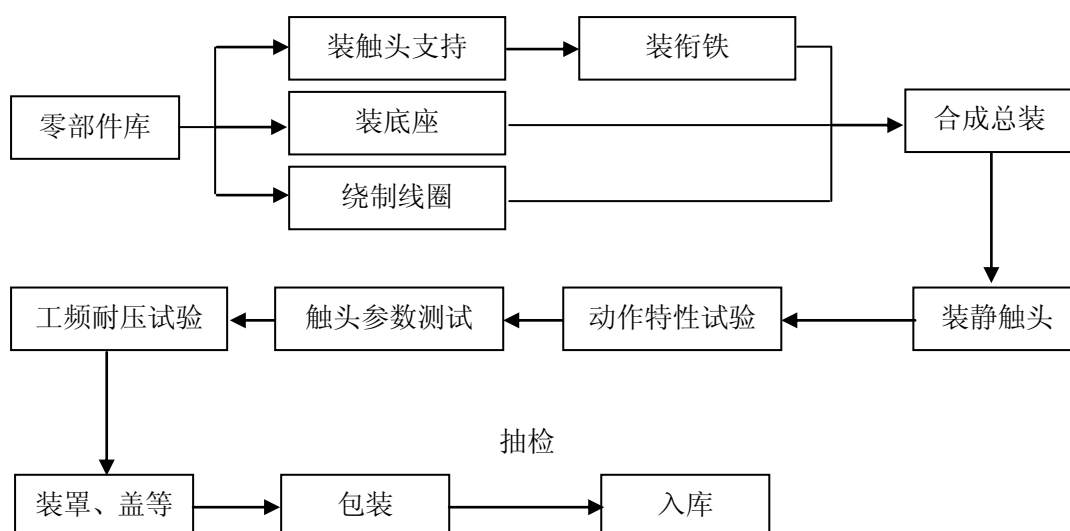 装触头支持
装衔铁
零部件库
装底座
合成总装
绕制线圈
工频耐压试验
触头参数测试
动作特性试验
装静触头
抽检
装罩、盖等
包装
入库